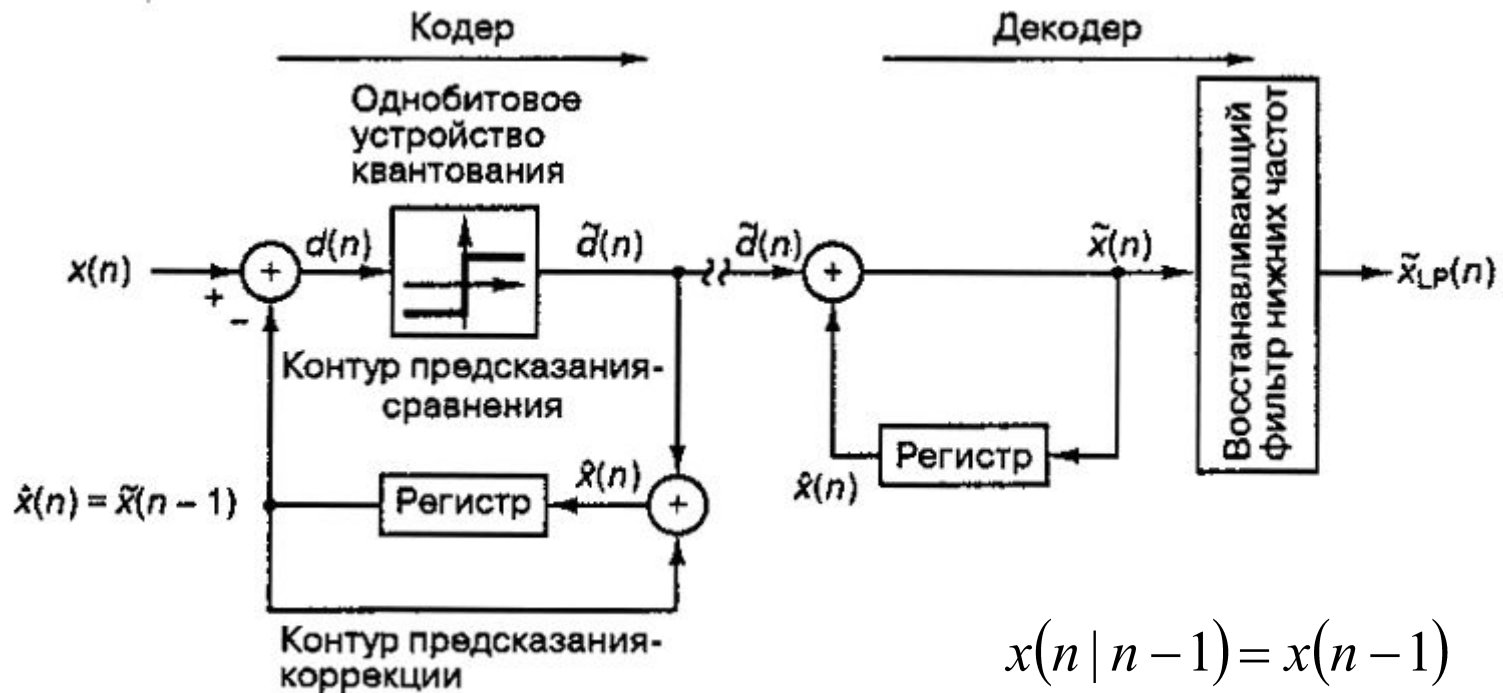 Кодер
Декодер
Однобитовое
устройство
квантования
x(n)
+
−
+
d(n)
d̃(n)
d̃(n)
+
x̃(n)
Восстанавливающий
фильтр нижних частот
x̃LP(n)
Контур предсказания-
сравнения
x̂(n) = x̃(n − 1)
Регистр
x̂(n)
+
x̂(n)
Регистр
Контур предсказания-
коррекции
x(n | n − 1) = x(n − 1)